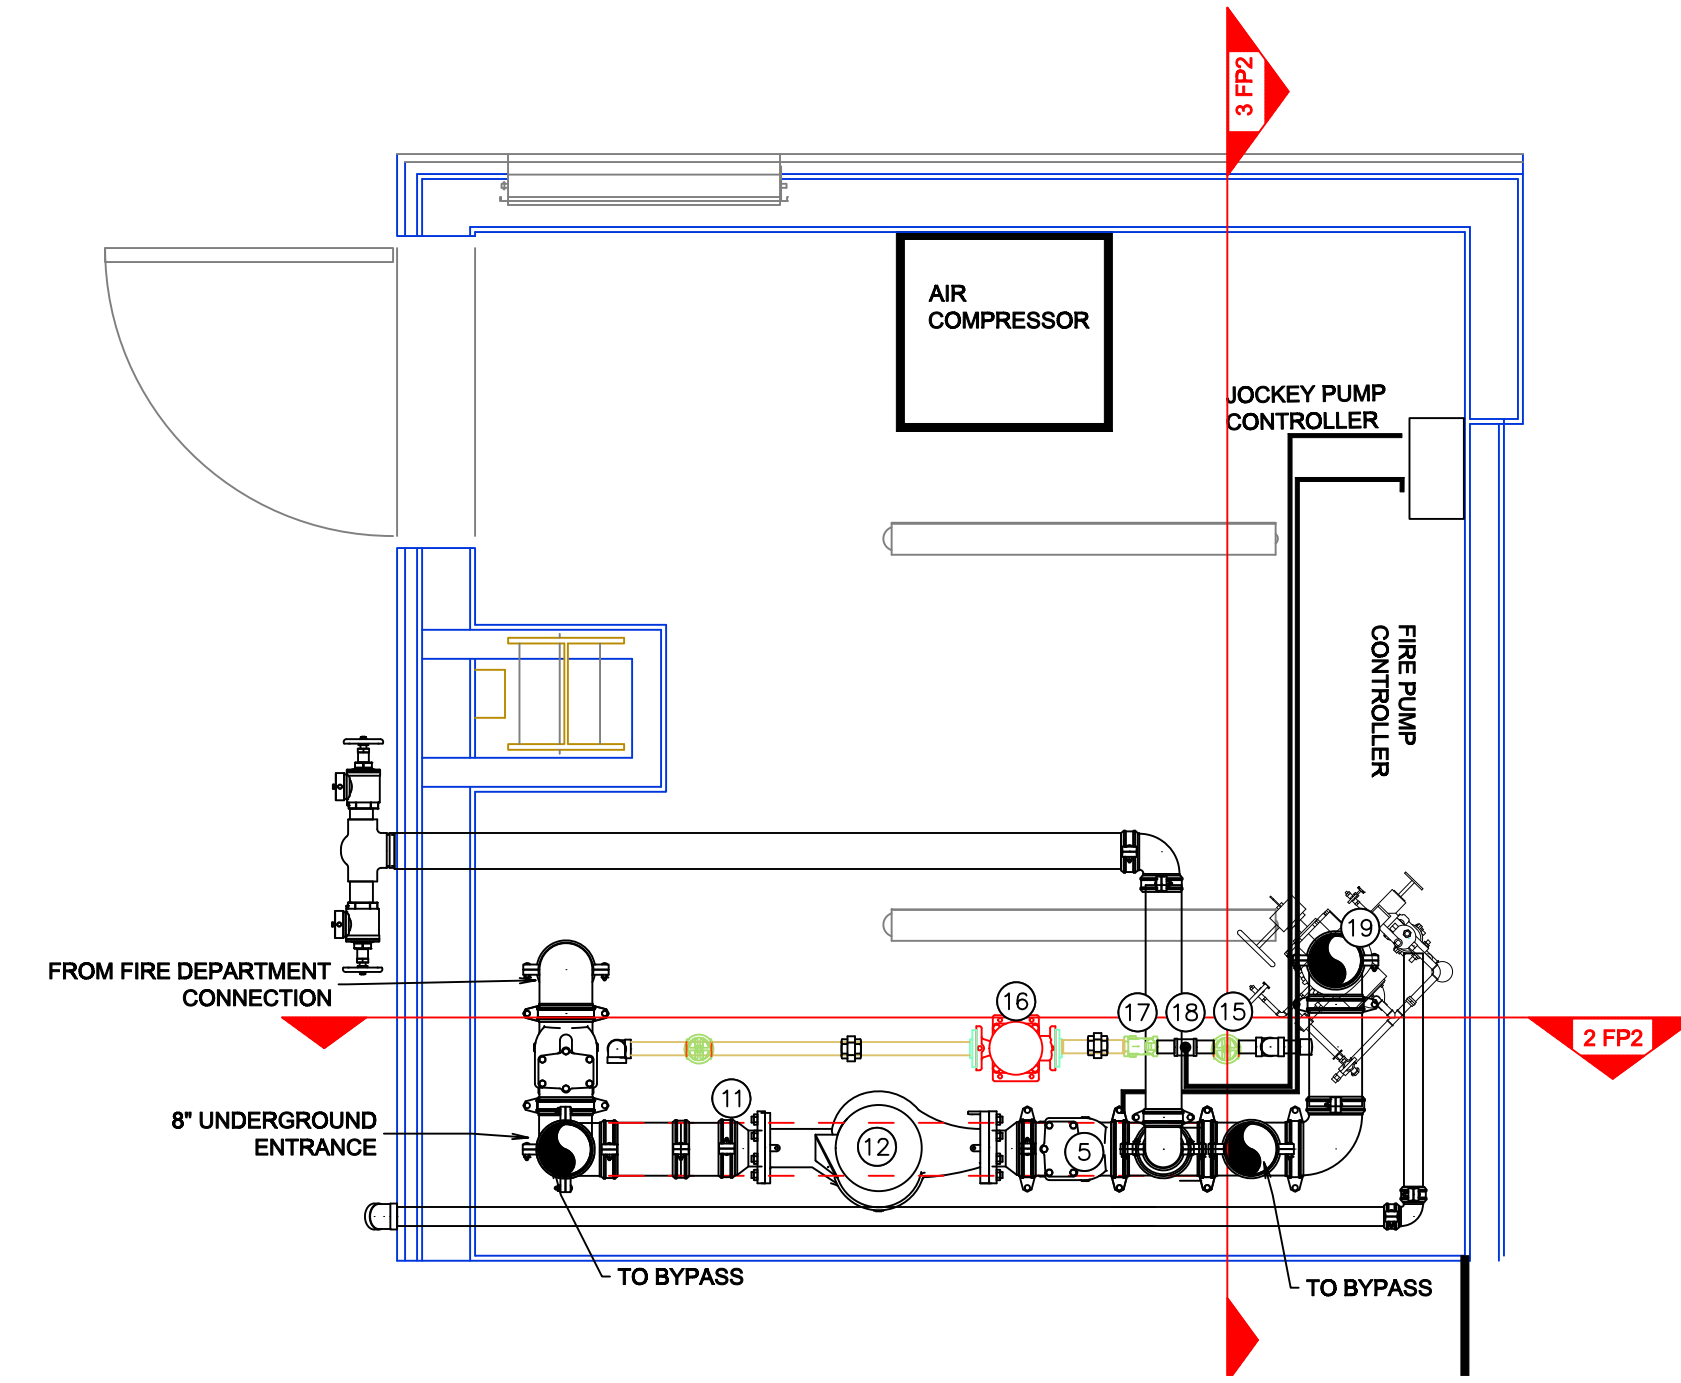 3 FP2
AIR
COMPRESSOR
JOCKEY PUMP
CONTROLLER
FIRE PUMP
CONTROLLER
19
FROM FIRE DEPARTMENT
CONNECTION
16
17
18
15
2 FP2
11
8" UNDERGROUND
ENTRANCE
12
5
TO BYPASS
TO BYPASS